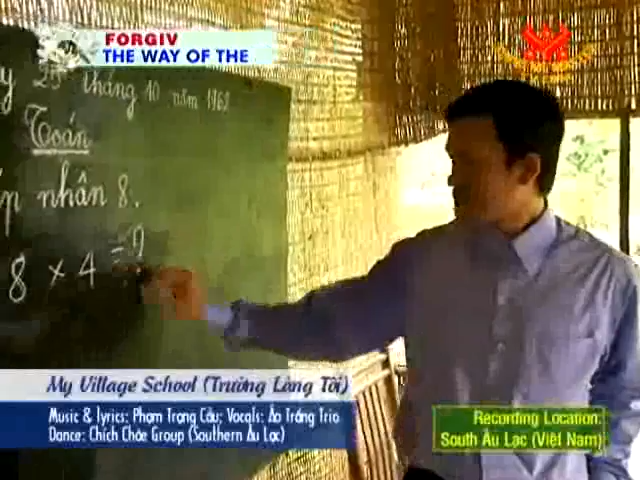 FORGIV
THE WAY OF THE
25 tháng 10 năm 1962
Toán
nhân 8.
8 × 4 = ?
My Village School (Trường Làng Tôi)
Music & lyrics: Phạm Trọng Cầu; Vocals: Áo Trắng Trio
Dance: Chích Chòe Group (Southern Âu Lạc)
Recording Location:
South Âu Lạc (Việt Nam)